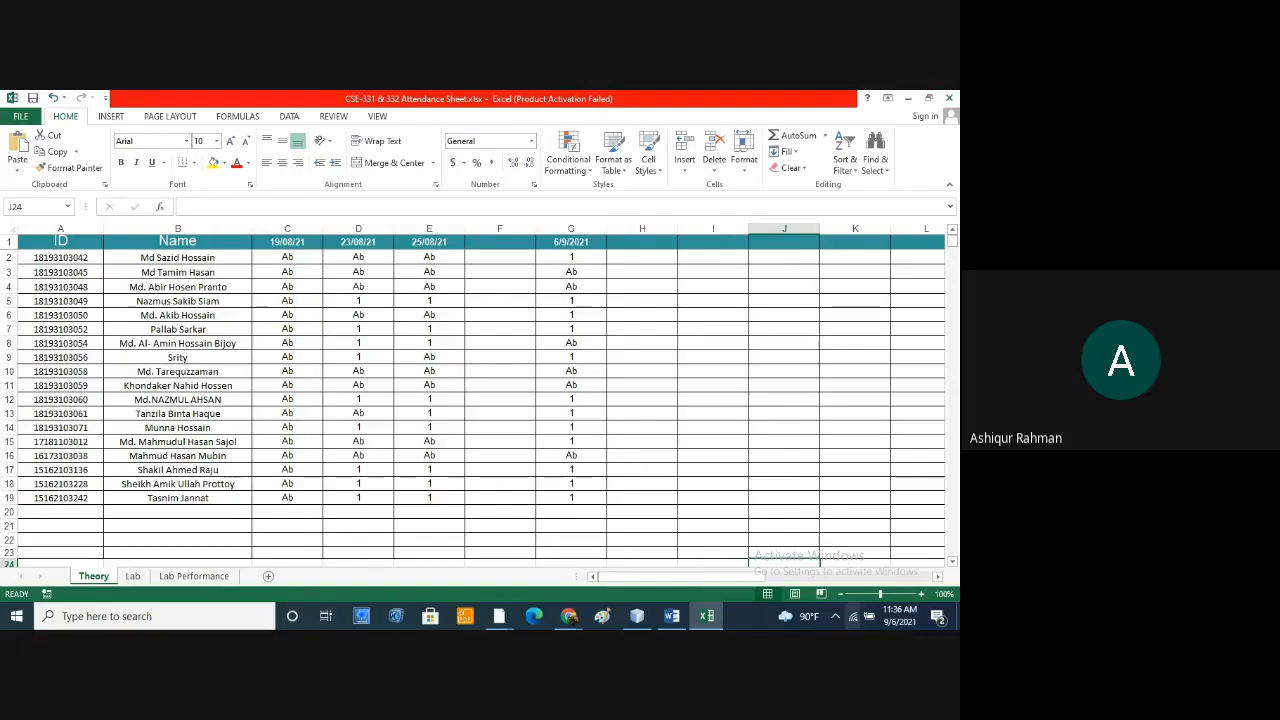 CSE-331 & 332 Attendance Sheet.xlsx - Excel (Product Activation Failed)
FILE HOME INSERT PAGE LAYOUT FORMULAS DATA REVIEW VIEW Sign in
Cut
Copy
Format Painter
Paste
Clipboard
Arial 10
B I U
Font
Wrap Text
Merge & Center
Alignment
General
$ % ,
Number
Conditional Formatting
Format as Table
Cell Styles
Styles
Insert Delete Format
Cells
AutoSum
Fill
Clear
Sort & Filter
Find & Select
Editing
J24 fx
A B C D E F G H I J K L
1 ID Name 19/08/21 23/08/21 25/08/21 6/9/2021
2 18193103042 Md Sazid Hossain Ab Ab Ab 1
3 18193103045 Md Tamim Hasan Ab Ab Ab Ab
4 18193103048 Md. Abir Hosen Pranto Ab Ab Ab Ab
5 18193103049 Nazmus Sakib Siam Ab 1 1 1
6 18193103050 Md. Akib Hossain Ab Ab Ab 1
7 18193103052 Pallab Sarkar Ab 1 1 1
8 18193103054 Md. Al- Amin Hossain Bijoy Ab 1 1 Ab
9 18193103056 Srity Ab 1 Ab 1
10 18193103058 Md. Tarequzzaman Ab Ab Ab Ab
11 18193103059 Khondaker Nahid Hossen Ab Ab Ab Ab
12 18193103060 Md.NAZMUL AHSAN Ab 1 1 1
13 18193103061 Tanzila Binta Haque Ab Ab 1 1
14 18193103071 Munna Hossain Ab 1 1 1
15 17181103012 Md. Mahmudul Hasan Sajol Ab Ab Ab 1
16 16173103038 Mahmud Hasan Mubin Ab Ab Ab Ab
17 15162103136 Shakil Ahmed Raju Ab 1 1 1
18 15162103228 Sheikh Amik Ullah Prottoy Ab 1 1 1
19 15162103242 Tasnim Jannat Ab 1 1 1
20
21
22
23
24
Activate Windows
Go to Settings to activate Windows.
Theory Lab Lab Performance
READY 100%
Type here to search
90°F
11:36 AM
9/6/2021
2
A
Ashiqur Rahman